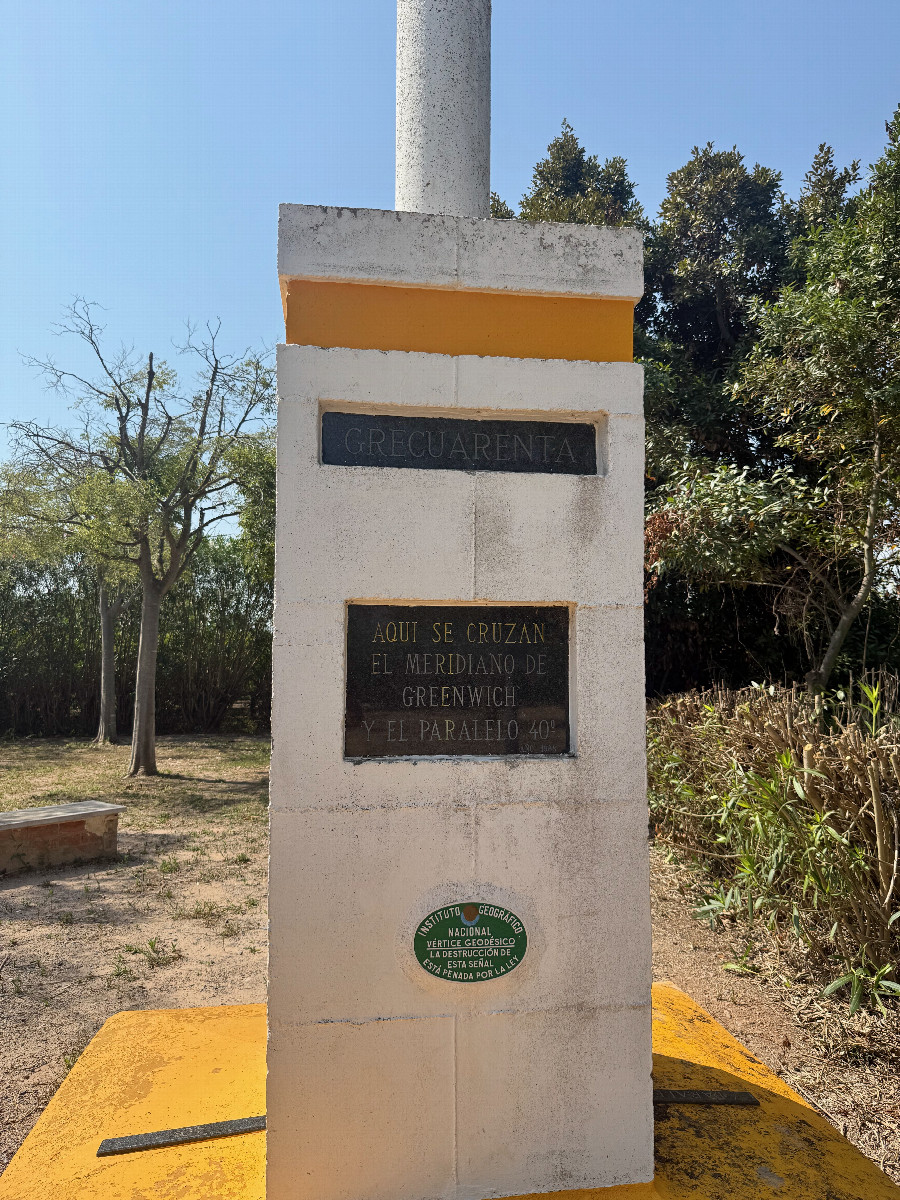 GRECUARENTA
AQUI SE CRUZAN
EL MERIDIANO DE
GREENWICH
Y EL PARALELO 40º
INSTITUTO GEOGRÁFICO
NACIONAL
VÉRTICE GEODÉSICO
LA DESTRUCCIÓN DE
ESTA SEÑAL
ESTÁ PENADA POR LA LEY